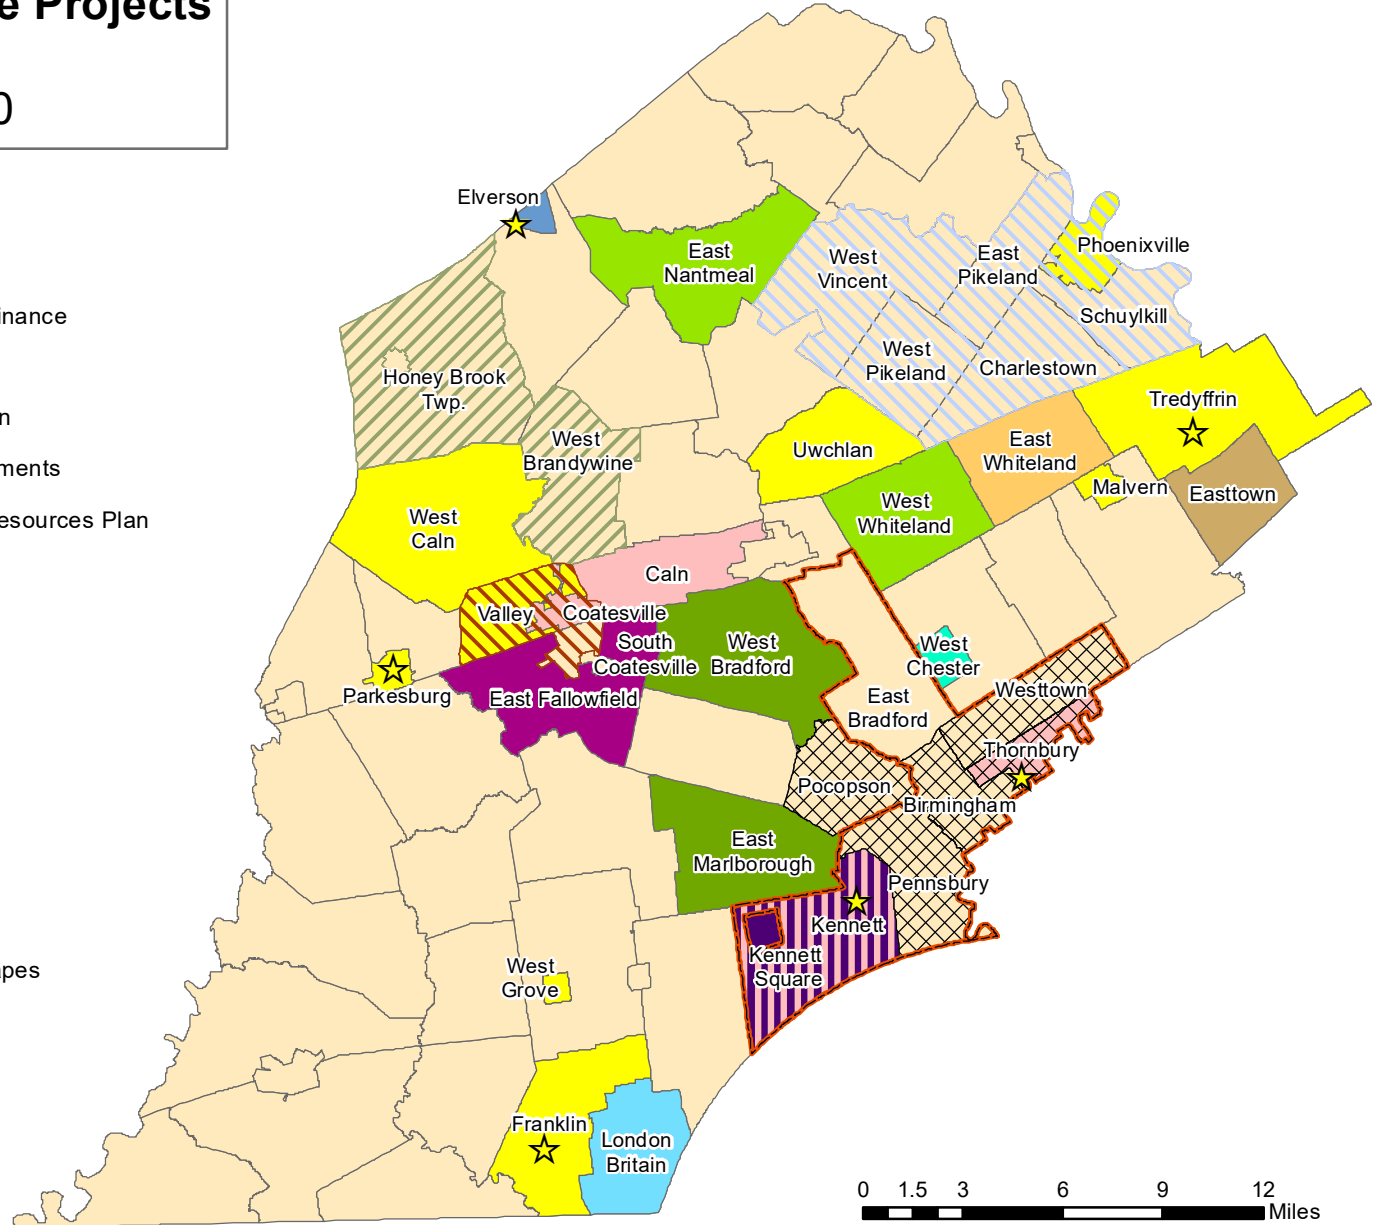 e Projects
0
inance
n
ments
esources Plan
apes
Elverson
East
Nantmeal
West
Vincent
East
Pikeland
Phoenixville
Schuylkill
West
Pikeland
Charlestown
Honey Brook
Twp.
West
Brandywine
Uwchlan
East
Whiteland
Tredyffrin
Malvern
Easttown
West
Caln
West
Whiteland
Caln
Valley
Coatesville
South
Coatesville
West
Bradford
West
Chester
Parkesburg
East Fallowfield
East
Bradford
Westtown
Thornbury
Pocopson
Birmingham
East
Marlborough
Pennsbury
Kennett
Kennett
Square
West
Grove
Franklin
London
Britain
0 1.5 3 6 9 12
Miles